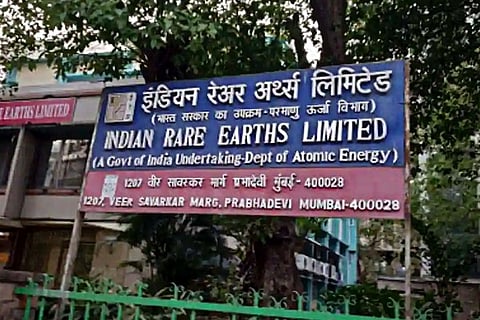 इंडियन रेअर अर्थ्स लिमिटेड
(भारत सरकार का उपक्रम-परमाणु ऊर्जा विभाग)
INDIAN RARE EARTHS LIMITED
(A Govt of India Undertaking-Dept of Atomic Energy)
1207 वीर सावरकर मार्ग प्रभादेवी मुंबई- 400028
1207, VEER SAVARKAR MARG, PRABHADEVI MUMBAI-400028
EARTHS LIMITED